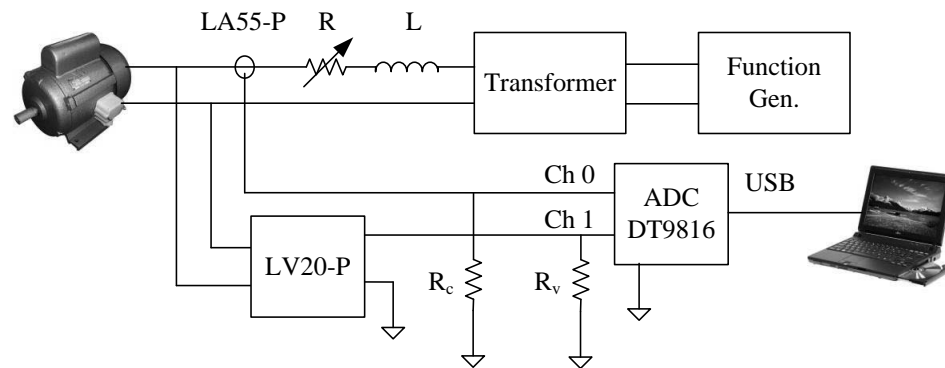 LA55-P
R
L
Transformer
Function
Gen.
Ch 0
Ch 1
ADC
DT9816
USB
LV20-P
Rc
Rv